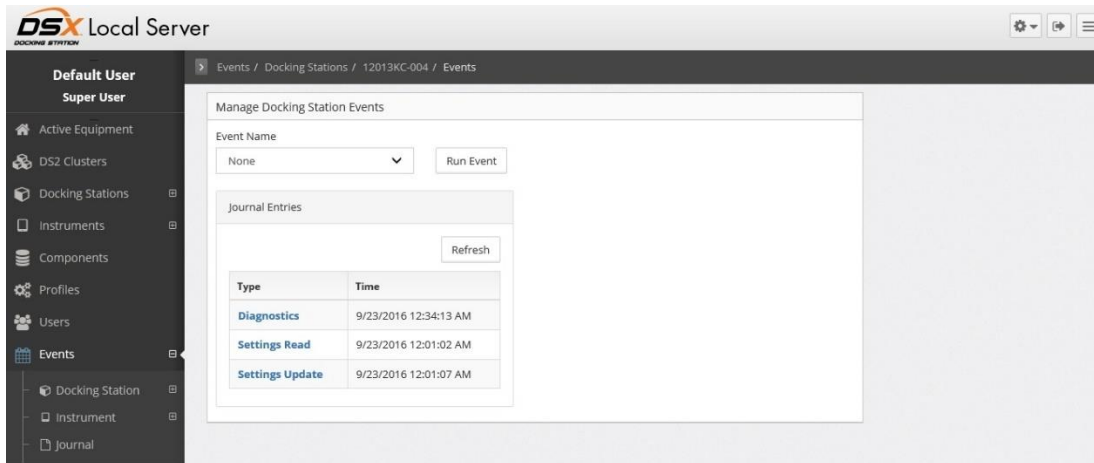 DSX Local Server
DOCKING STATION
Default User
Super User
Active Equipment
DS2 Clusters
Docking Stations
Instruments
Components
Profiles
Users
Events
Docking Station
Instrument
Journal
Events / Docking Stations / 12013KC-004 / Events
Manage Docking Station Events
Event Name
None
Run Event
Journal Entries
Refresh
Type Time
Diagnostics 9/23/2016 12:34:13 AM
Settings Read 9/23/2016 12:01:02 AM
Settings Update 9/23/2016 12:01:07 AM